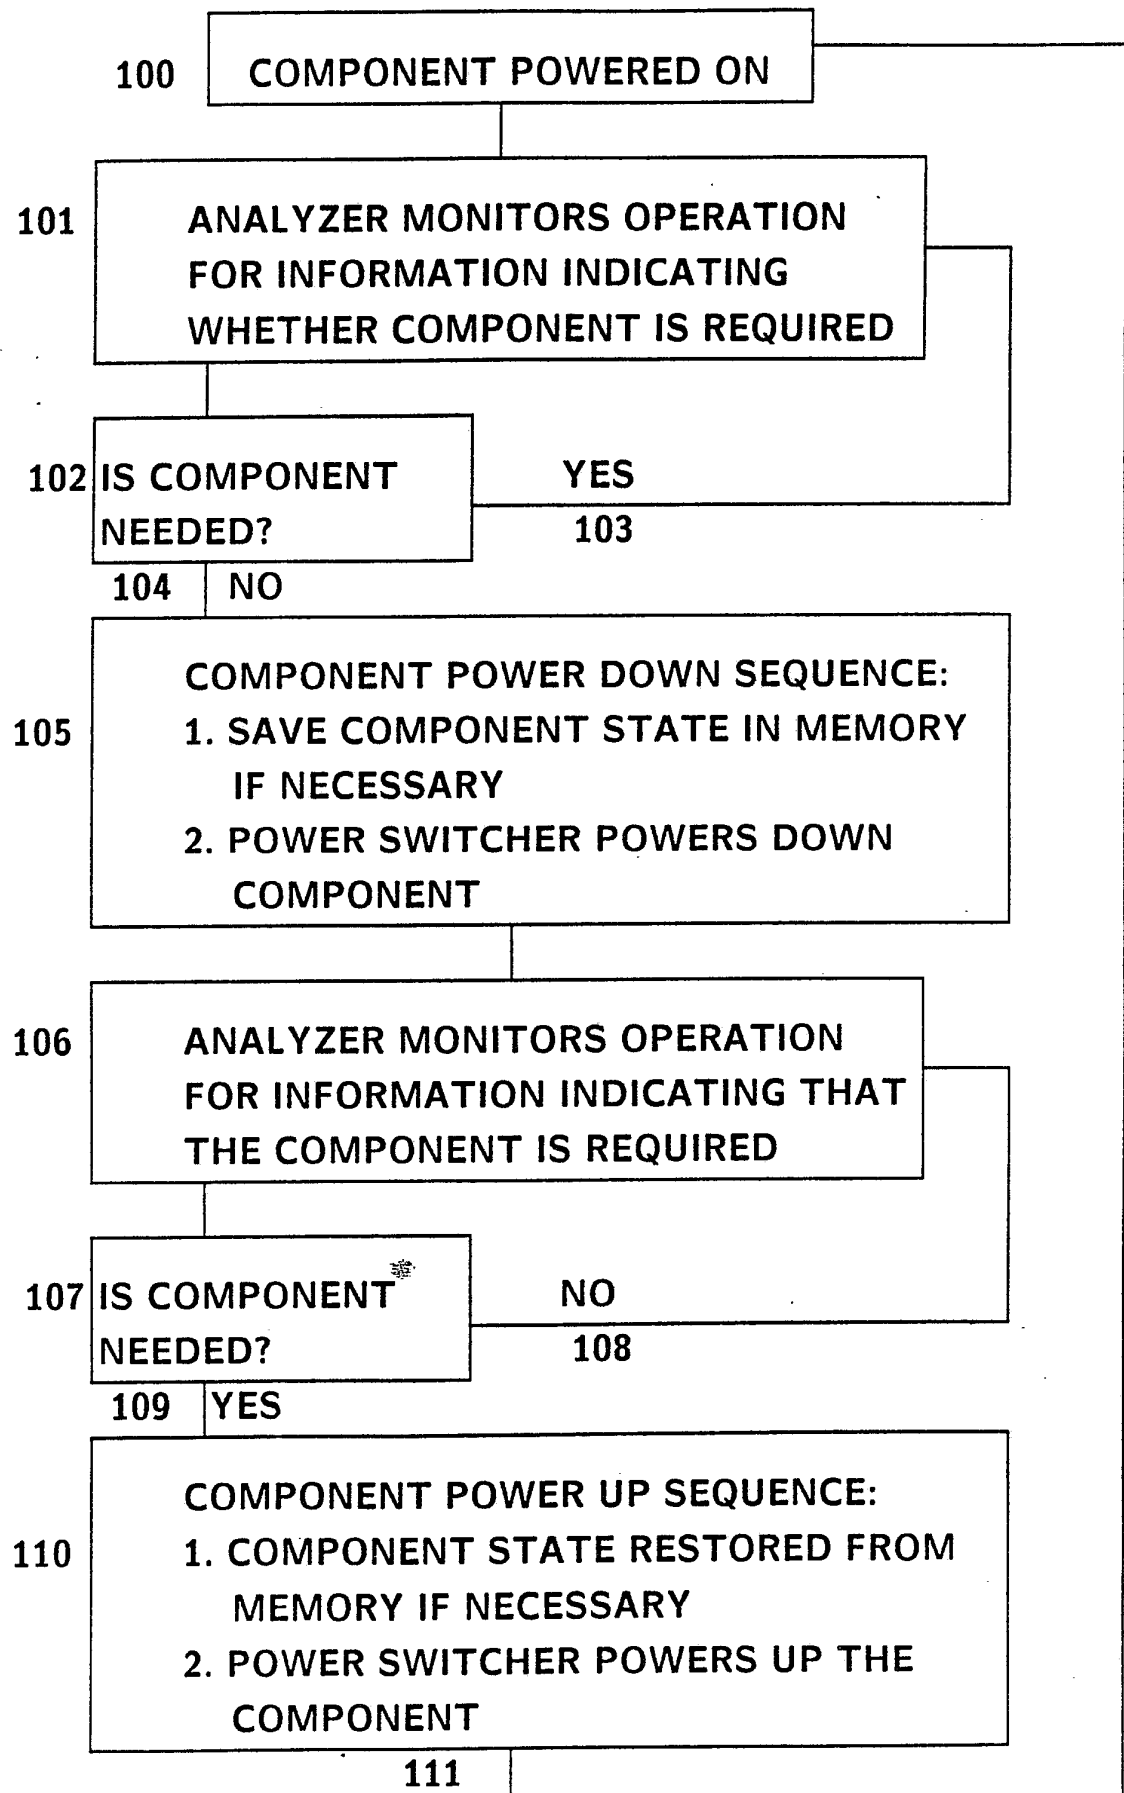 100 COMPONENT POWERED ON
101 ANALYZER MONITORS OPERATION
FOR INFORMATION INDICATING
WHETHER COMPONENT IS REQUIRED
102 IS COMPONENT
NEEDED?
YES
103
104 NO
COMPONENT POWER DOWN SEQUENCE:
105 1. SAVE COMPONENT STATE IN MEMORY
IF NECESSARY
2. POWER SWITCHER POWERS DOWN
COMPONENT
106 ANALYZER MONITORS OPERATION
FOR INFORMATION INDICATING THAT
THE COMPONENT IS REQUIRED
107 IS COMPONENT
NEEDED?
NO
108
109 YES
COMPONENT POWER UP SEQUENCE:
110 1. COMPONENT STATE RESTORED FROM
MEMORY IF NECESSARY
2. POWER SWITCHER POWERS UP THE
COMPONENT
111